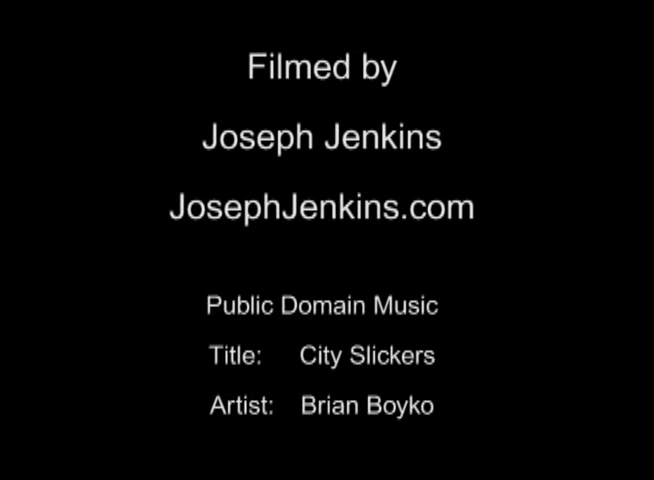 Filmed by
Joseph Jenkins
JosephJenkins.com
Public Domain Music
Title: City Slickers
Artist: Brian Boyko